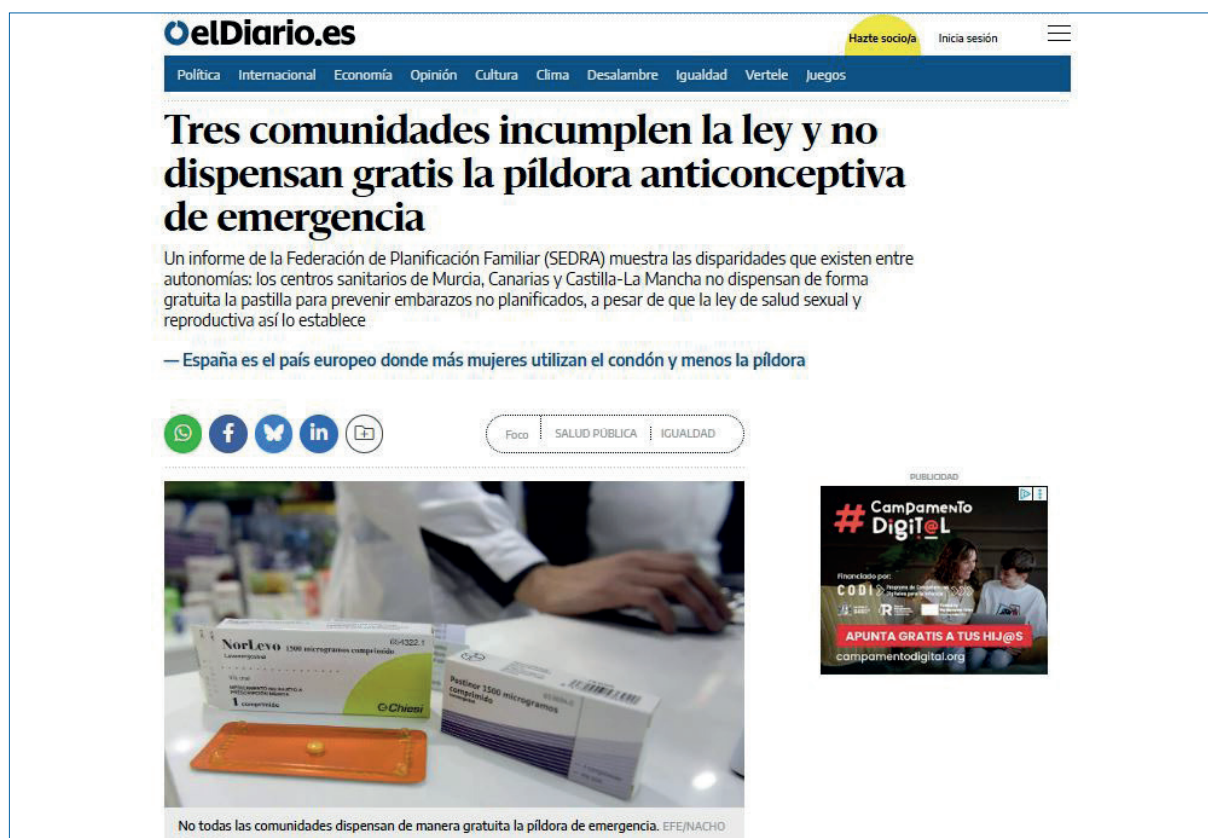 elDiario.es
Hazte socio/a
Inicia sesión
Política Internacional Economía Opinión Cultura Clima Desalambre Igualdad Vertele Juegos
Tres comunidades incumplen la ley y no
dispensan gratis la píldora anticonceptiva
de emergencia
Un informe de la Federación de Planificación Familiar (SEDRA) muestra las disparidades que existen entre
autonomías: los centros sanitarios de Murcia, Canarias y Castilla-La Mancha no dispensan de forma
gratuita la pastilla para prevenir embarazos no planificados, a pesar de que la ley de salud sexual y
reproductiva así lo establece
— España es el país europeo donde más mujeres utilizan el condón y menos la píldora
Foco SALUD PÚBLICA IGUALDAD
PUBLICIDAD
# Campamento
Digit@l
Financiado por:
CODI
APUNTA GRATIS A TUS HIJ@S
campamentodigital.org
NorLevo 1500 microgramos comprimido
Levonorgestrel
Vía oral
1 comprimido
Chiesi
Postinor 1500 microgramos
comprimido
No todas las comunidades dispensan de manera gratuita la píldora de emergencia. EFE/NACHO